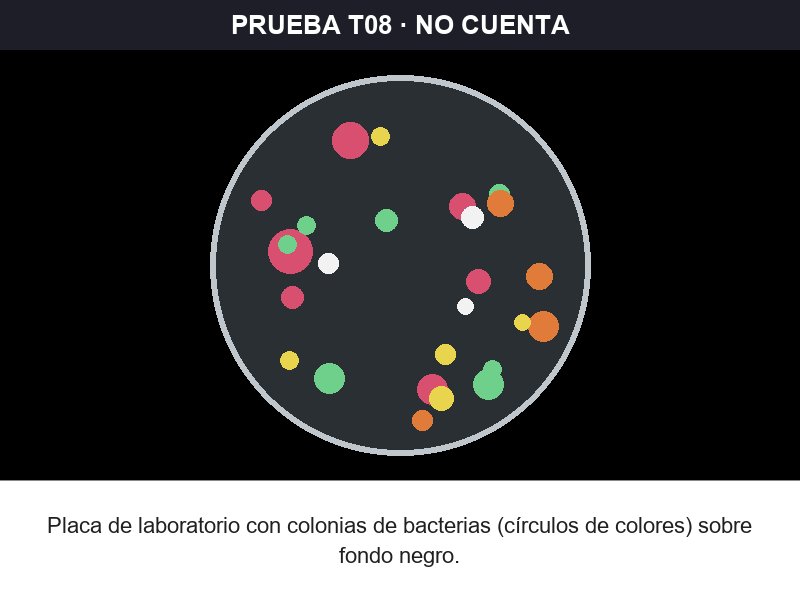 PRUEBA T08 · NO CUENTA
Placa de laboratorio con colonias de bacterias (círculos de colores) sobre
fondo negro.